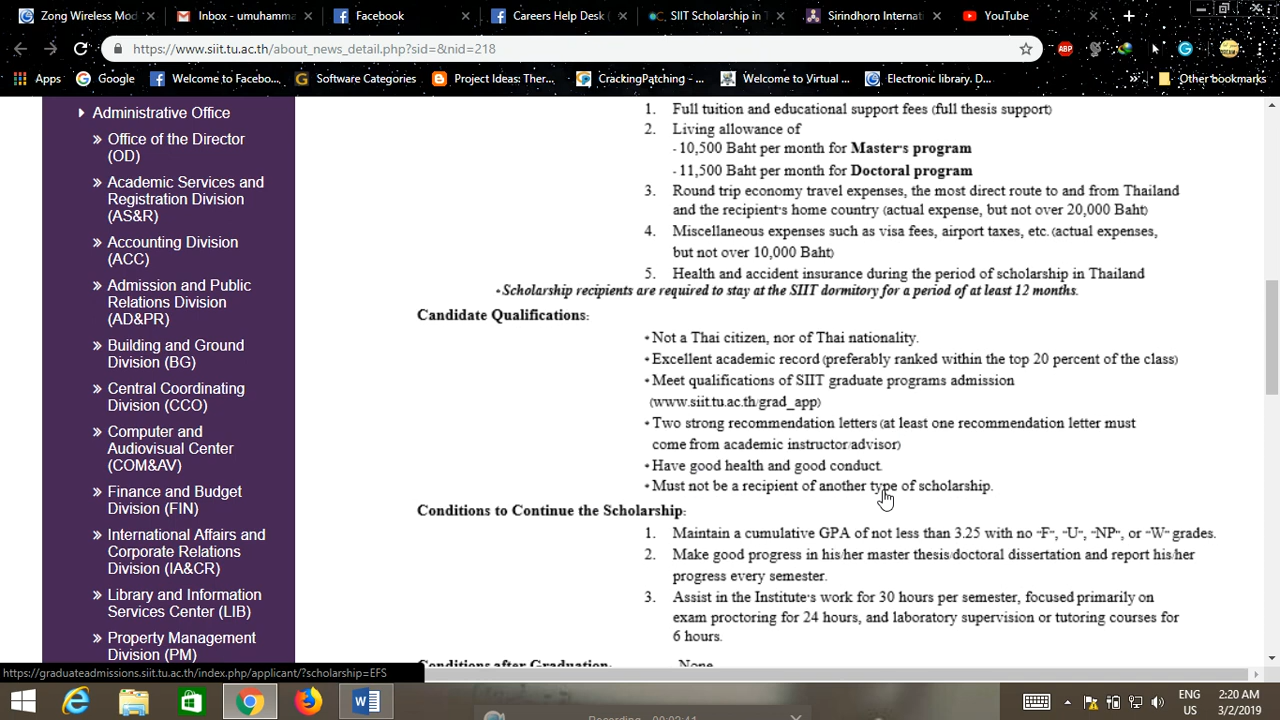 Zong Wireless Mod
Inbox - umuhamma
Facebook
Careers Help Desk (
SIIT Scholarship in T
Sirindhorn Internat
YouTube
https://www.siit.tu.ac.th/about_news_detail.php?sid=&nid=218
Apps
Google
Welcome to Facebo...
Software Categories
Project Ideas: Ther...
CrackingPatching - ...
Welcome to Virtual ...
Electronic library. D...
Other bookmarks
Administrative Office
Office of the Director
(OD)
Academic Services and
Registration Division
(AS&R)
Accounting Division
(ACC)
Admission and Public
Relations Division
(AD&PR)
Building and Ground
Division (BG)
Central Coordinating
Division (CCO)
Computer and
Audiovisual Center
(COM&AV)
Finance and Budget
Division (FIN)
International Affairs and
Corporate Relations
Division (IA&CR)
Library and Information
Services Center (LIB)
Property Management
Division (PM)
1. Full tuition and educational support fees (full thesis support)
2. Living allowance of
- 10,500 Baht per month for Master's program
- 11,500 Baht per month for Doctoral program
3. Round trip economy travel expenses, the most direct route to and from Thailand
and the recipient's home country (actual expense, but not over 20,000 Baht)
4. Miscellaneous expenses such as visa fees, airport taxes, etc. (actual expenses,
but not over 10,000 Baht)
5. Health and accident insurance during the period of scholarship in Thailand
*Scholarship recipients are required to stay at the SIIT dormitory for a period of at least 12 months.
Candidate Qualifications:
* Not a Thai citizen, nor of Thai nationality.
* Excellent academic record (preferably ranked within the top 20 percent of the class)
* Meet qualifications of SIIT graduate programs admission
(www.siit.tu.ac.th/grad_app)
* Two strong recommendation letters (at least one recommendation letter must
come from academic instructor/advisor)
* Have good health and good conduct.
* Must not be a recipient of another type of scholarship.
Conditions to Continue the Scholarship:
1. Maintain a cumulative GPA of not less than 3.25 with no "F", "U", "NP", or "W" grades.
2. Make good progress in his/her master thesis/doctoral dissertation and report his/her
progress every semester.
3. Assist in the Institute's work for 30 hours per semester, focused primarily on
exam proctoring for 24 hours, and laboratory supervision or tutoring courses for
6 hours.
Conditions after Graduation: None
https://graduateadmissions.siit.tu.ac.th/index.php/applicant/?scholarship=EFS
ENG
US
2:20 AM
3/2/2019
Recording - 00:02:41
ABP